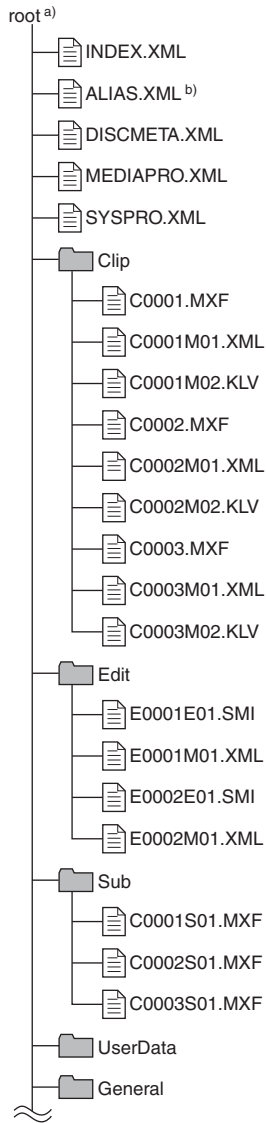 root a)
INDEX.XML
ALIAS.XML b)
DISCMETA.XML
MEDIAPRO.XML
SYSPRO.XML
Clip
C0001.MXF
C0001M01.XML
C0001M02.KLV
C0002.MXF
C0002M01.XML
C0002M02.KLV
C0003.MXF
C0003M01.XML
C0003M02.KLV
Edit
E0001E01.SMI
E0001M01.XML
E0002E01.SMI
E0002M01.XML
Sub
C0001S01.MXF
C0002S01.MXF
C0003S01.MXF
UserData
General